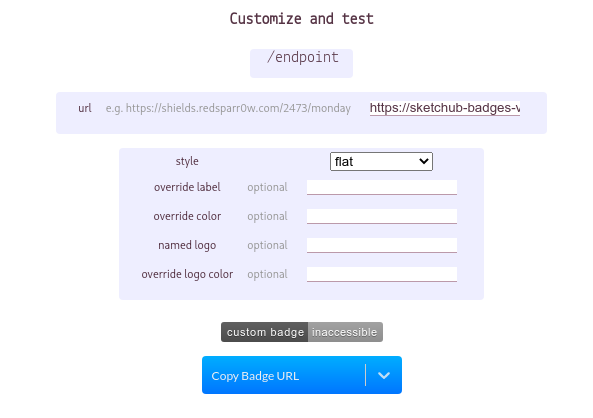 Customize and test
/endpoint
url e.g. https://shields.redsparr0w.com/2473/monday https://sketchub-badges-v
style flat
override label optional
override color optional
named logo optional
override logo color optional
custom badge inaccessible
Copy Badge URL